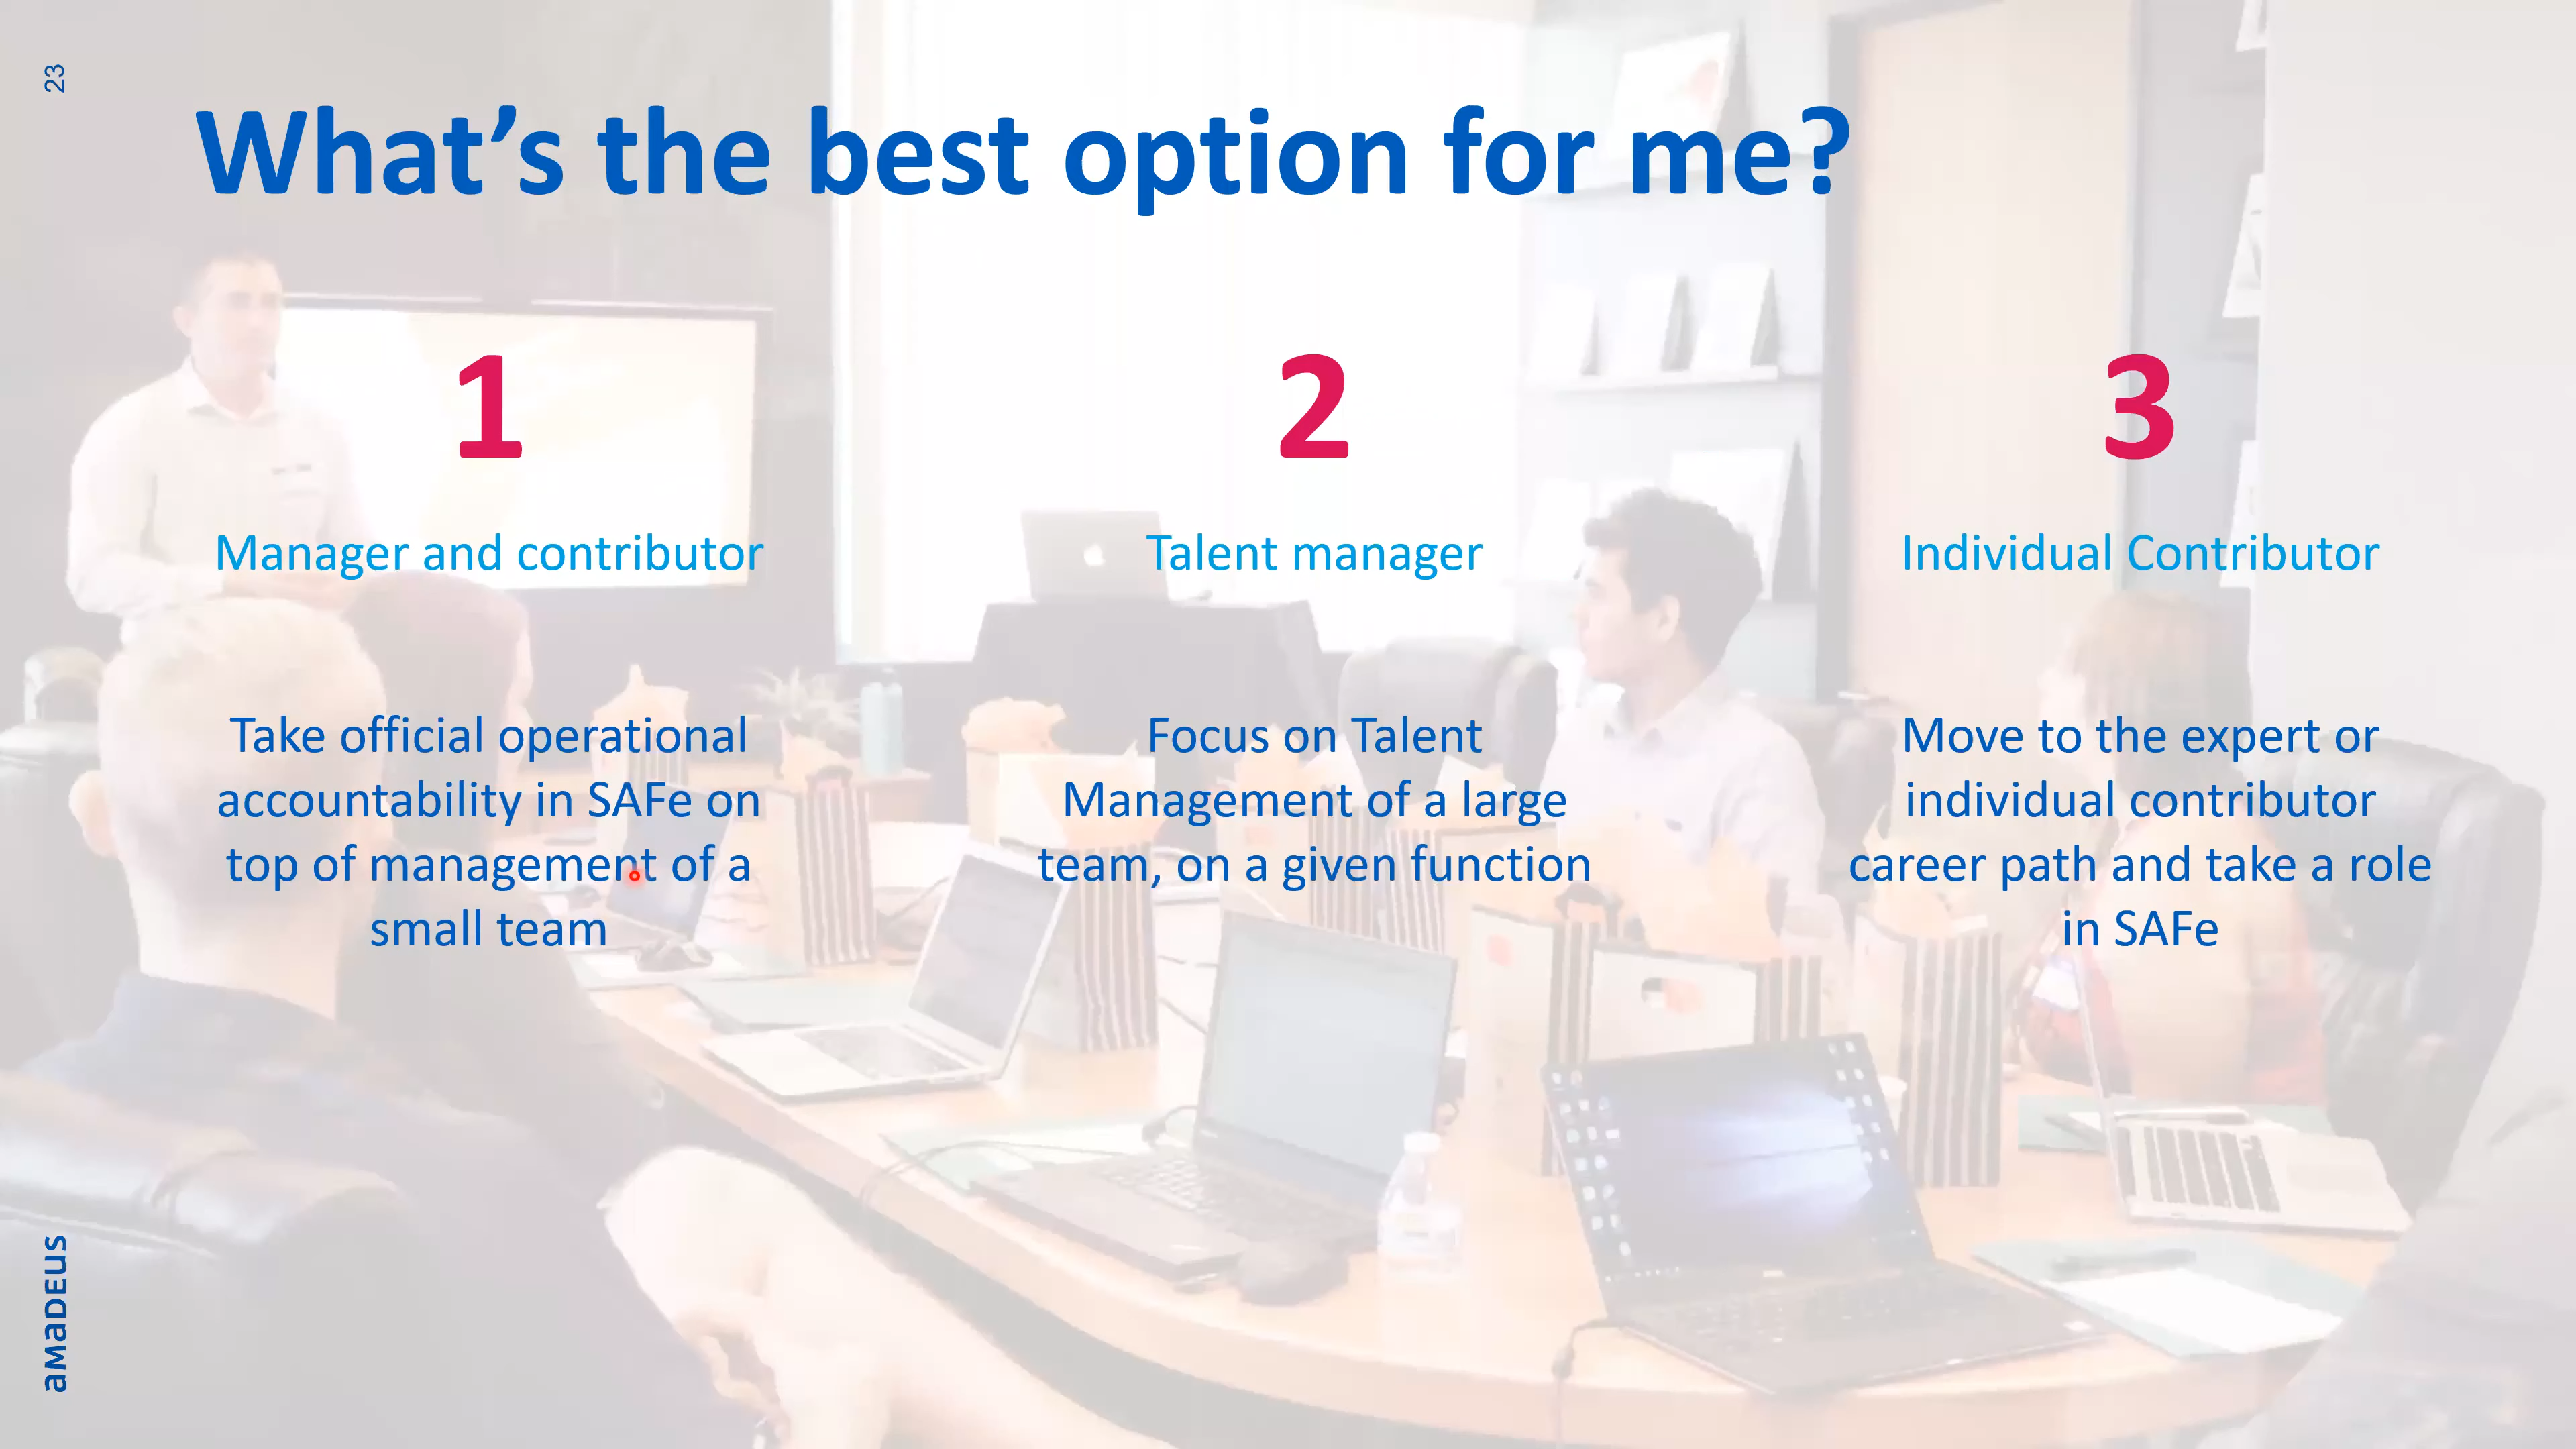 23
What’s the best option for me?
1
Manager and contributor
Take official operational
accountability in SAFe on
top of management of a
small team
2
Talent manager
Focus on Talent
Management of a large
team, on a given function
3
Individual Contributor
Move to the expert or
individual contributor
career path and take a role
in SAFe
aMaDEUS